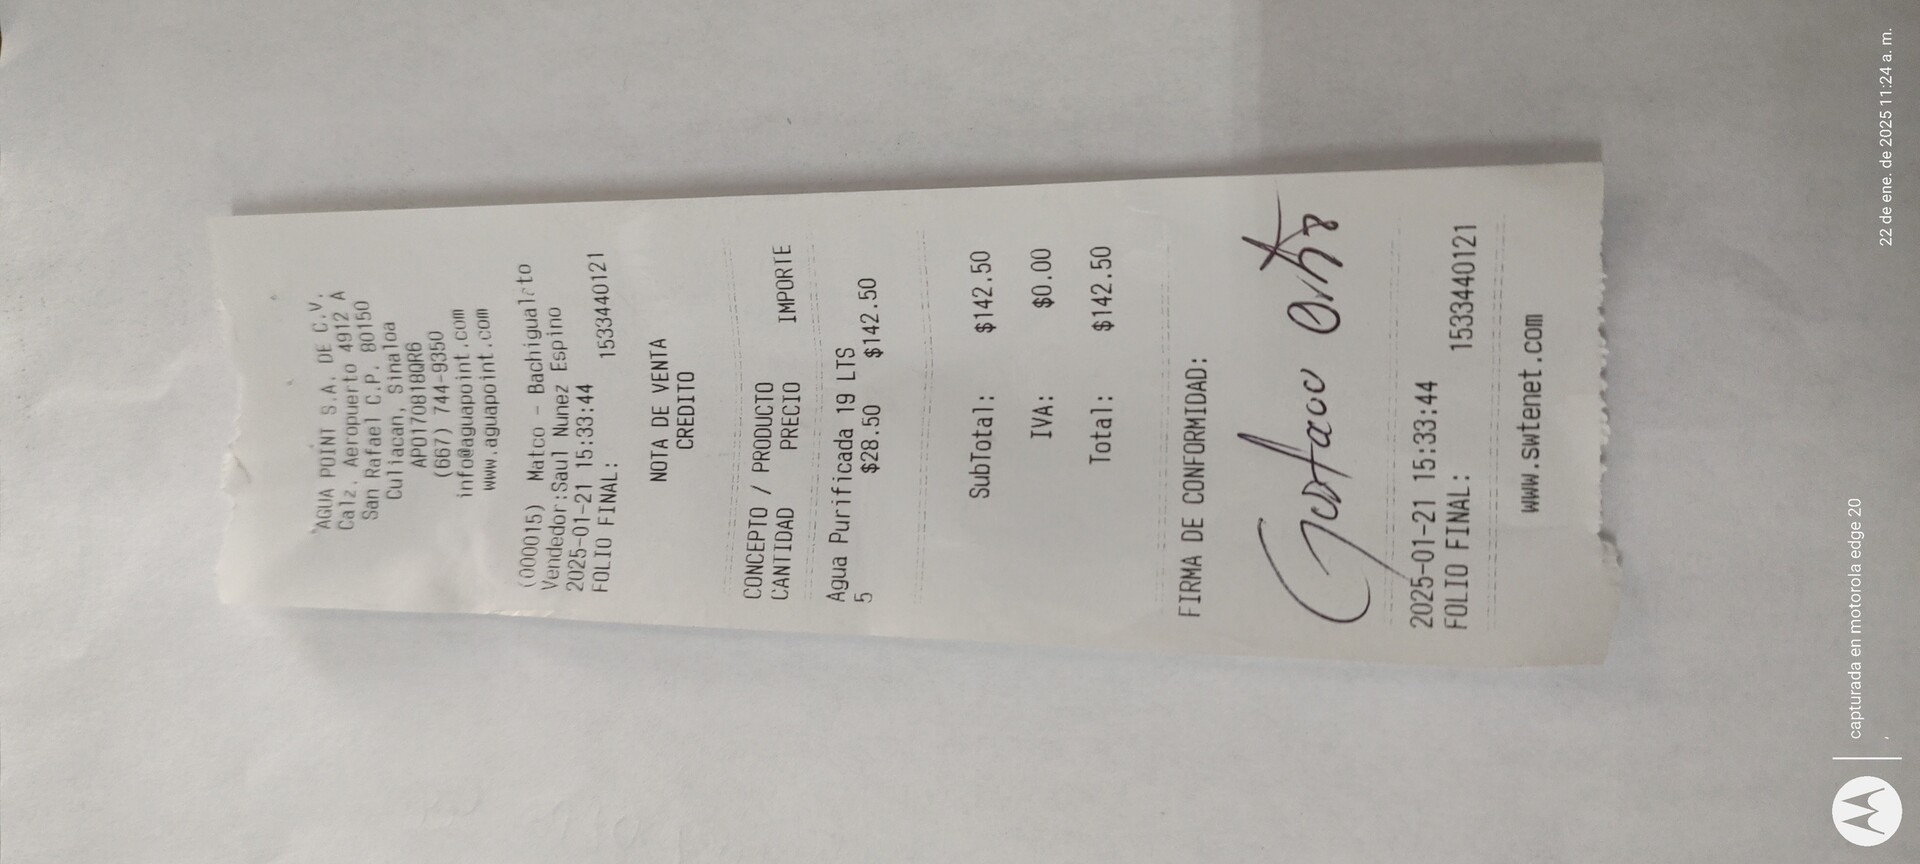 AGUA POINT S.A. DE C.V.
Calz. Aeropuerto 4912 A
San Rafael C.P. 80150
Culiacan, Sinaloa
APO170818QR6
(667) 744-9350
info@aguapoint.com
www.aguapoint.com
(000015) Matco - Bachigualato
Vendedor:Saul Nunez Espino
2025-01-21 15:33:44
FOLIO FINAL: 1533440121
NOTA DE VENTA
CREDITO
CONCEPTO / PRODUCTO
CANTIDAD PRECIO IMPORTE
Agua Purificada 19 LTS
5 $28.50 $142.50
SubTotal: $142.50
IVA: $0.00
Total: $142.50
FIRMA DE CONFORMIDAD:
Gustavo
2025-01-21 15:33:44
FOLIO FINAL: 1533440121
www.swtenet.com
capturada en motorola edge 20
22 de ene. de 2025 11:24 a. m.